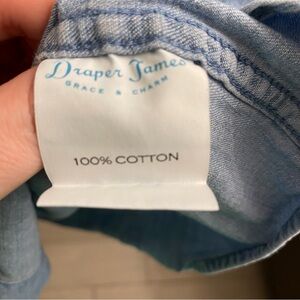 Draper James
GRACE & CHARM
100% COTTON